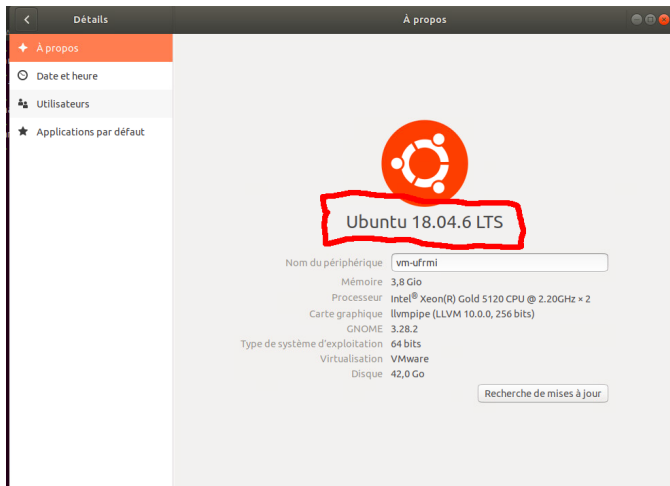 Détails
À propos
À propos
Date et heure
Utilisateurs
Applications par défaut
Ubuntu 18.04.6 LTS
Nom du périphérique vm-ufrmi
Mémoire 3,8 Gio
Processeur Intel® Xeon(R) Gold 5120 CPU @ 2.20GHz × 2
Carte graphique llvmpipe (LLVM 10.0.0, 256 bits)
GNOME 3.28.2
Type de système d'exploitation 64 bits
Virtualisation VMware
Disque 42,0 Go
Recherche de mises à jour